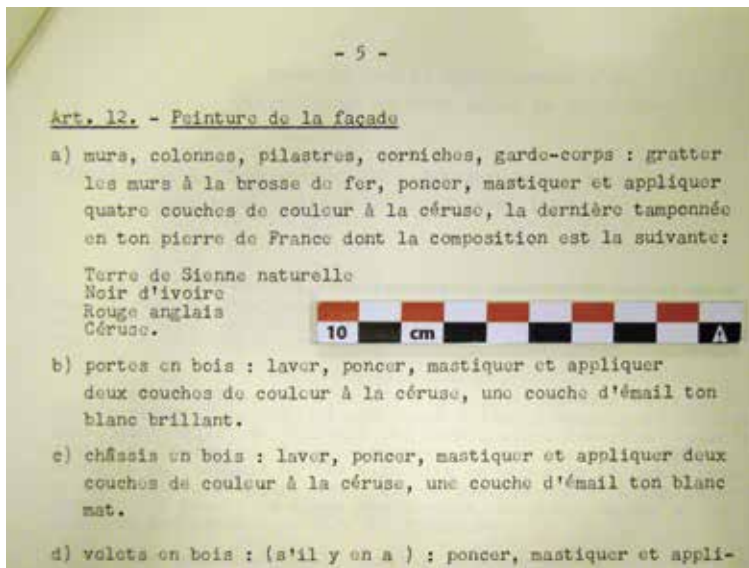 - 5 -
Art. 12. - Peinture de la façade
a) murs, colonnes, pilastres, corniches, garde-corps : gratter
les murs à la brosse de fer, poncer, mastiquer et appliquer
quatre couches de couleur à la céruse, la dernière tamponnée
en ton pierre de France dont la composition est la suivante:
Terre de Sienne naturelle
Noir d'ivoire
Rouge anglais
Céruse.
10 cm A
b) portes en bois : laver, poncer, mastiquer et appliquer
deux couches de couleur à la céruse, une couche d'émail ton
blanc brillant.
c) châssis en bois : laver, poncer, mastiquer et appliquer deux
couches de couleur à la céruse, une couche d'émail ton blanc
mat.
d) volets en bois : (s'il y en a ) : poncer, mastiquer et appli-